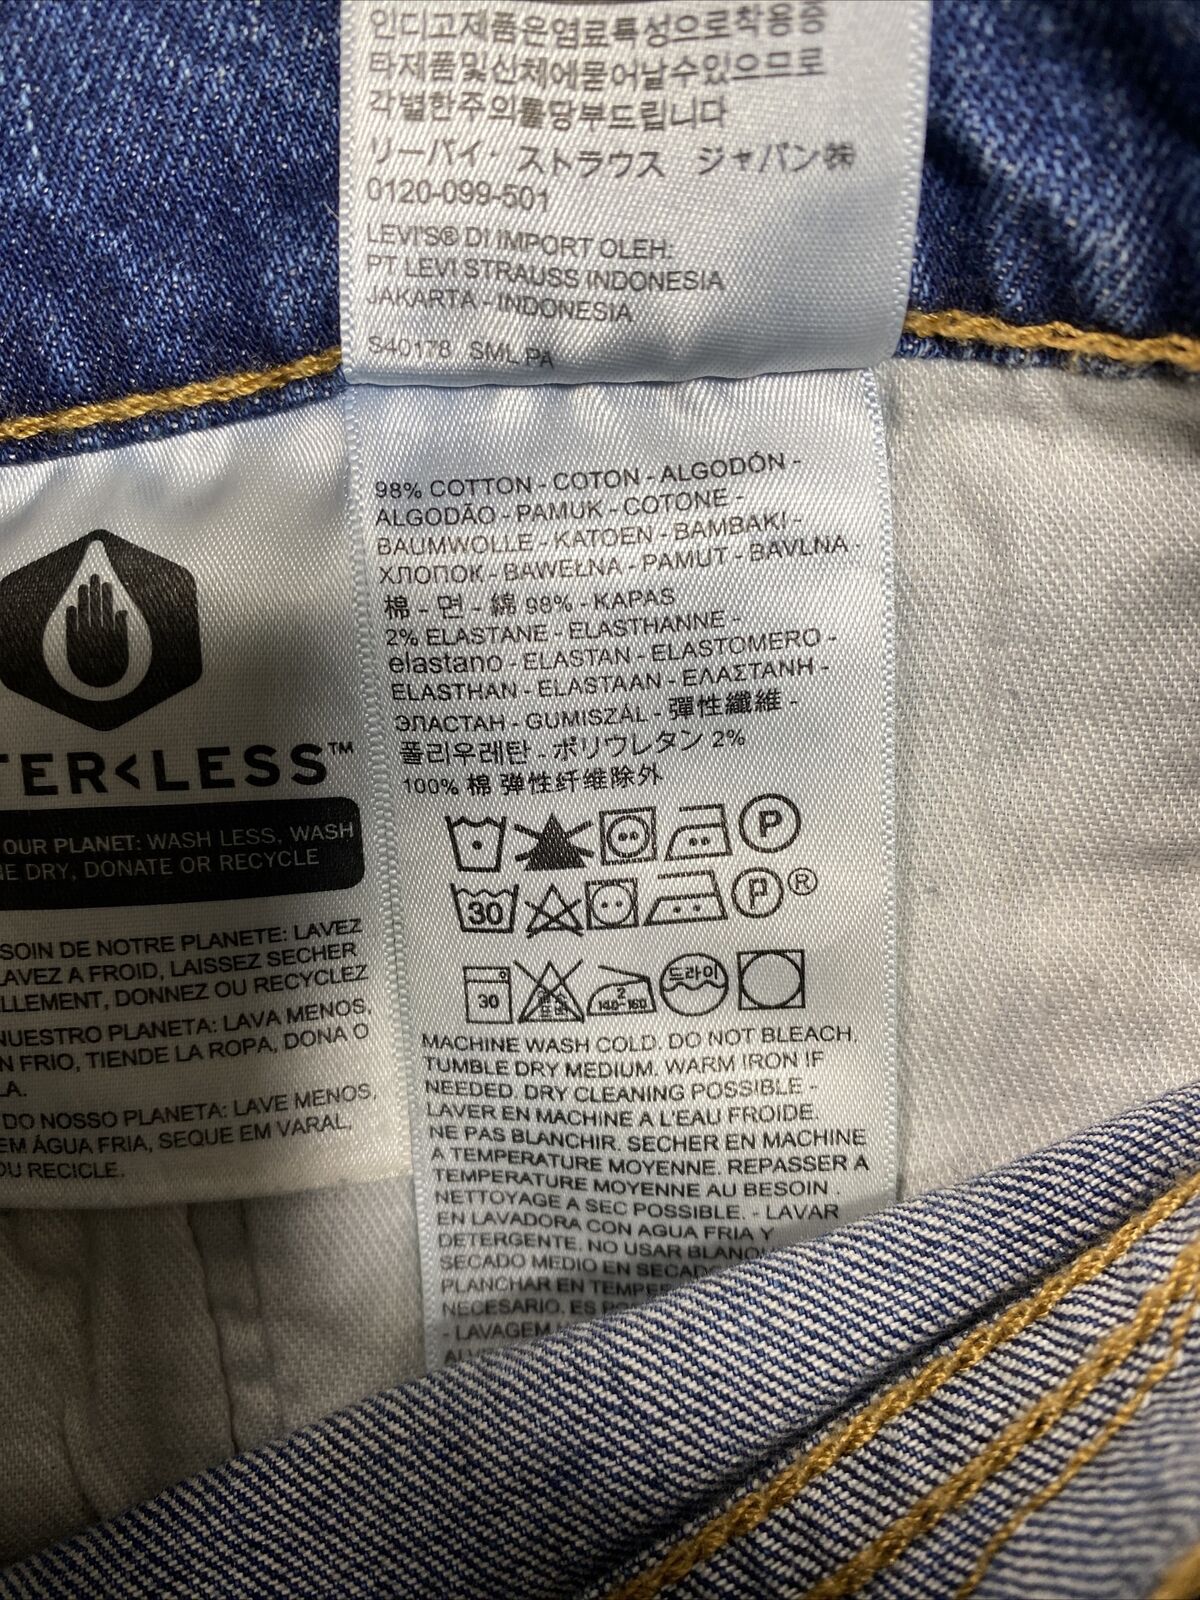 인디고제품은염료특성으로착용중
타제품및신체에묻어날수있으므로
각별한주의를당부드립니다
リーバイ・ストラウス ジャパン㈱
0120-099-501
LEVI'S® DI IMPORT OLEH:
PT LEVI STRAUSS INDONESIA
JAKARTA - INDONESIA
S40178 SML PA
98% COTTON - COTON - ALGODÓN -
ALGODÃO - PAMUK - COTONE -
BAUMWOLLE - KATOEN - BAMBAKI -
ХЛОПОК - BAWEŁNA - PAMUT - BAVLNA -
棉 - 면 - 綿 98% - KAPAS
2% ELASTANE - ELASTHANNE -
elastano - ELASTAN - ELASTOMERO -
ELASTHAN - ELASTAAN - ΕΛΑΣΤΑΝΗ -
ЭЛАСТАН - GUMISZÁL - 彈性纖維 -
폴리우레탄 - ポリウレタン 2%
100% 棉 弹性纤维除外
P
30 P ®
30 2 140-160 드라이
MACHINE WASH COLD. DO NOT BLEACH.
TUMBLE DRY MEDIUM. WARM IRON IF
NEEDED. DRY CLEANING POSSIBLE -
LAVER EN MACHINE A L'EAU FROIDE.
NE PAS BLANCHIR. SECHER EN MACHINE
A TEMPERATURE MOYENNE. REPASSER A
TEMPERATURE MOYENNE AU BESOIN .
NETTOYAGE A SEC POSSIBLE. - LAVAR
EN LAVADORA CON AGUA FRIA Y
DETERGENTE. NO USAR BLANQ
SECADO MEDIO EN SECAD
PLANCHAR EN TEMPE
NECESARIO. ES
- LAVAGEM
TER<LESS™
OUR PLANET: WASH LESS, WASH
NE DRY, DONATE OR RECYCLE
SOIN DE NOTRE PLANETE: LAVEZ
LAVEZ A FROID, LAISSEZ SECHER
LLEMENT, DONNEZ OU RECYCLEZ
NUESTRO PLANETA: LAVA MENOS,
N FRIO, TIENDE LA ROPA, DONA O
LA.
DO NOSSO PLANETA: LAVE MENOS,
EM ÁGUA FRIA, SEQUE EM VARAL,
OU RECICLE.